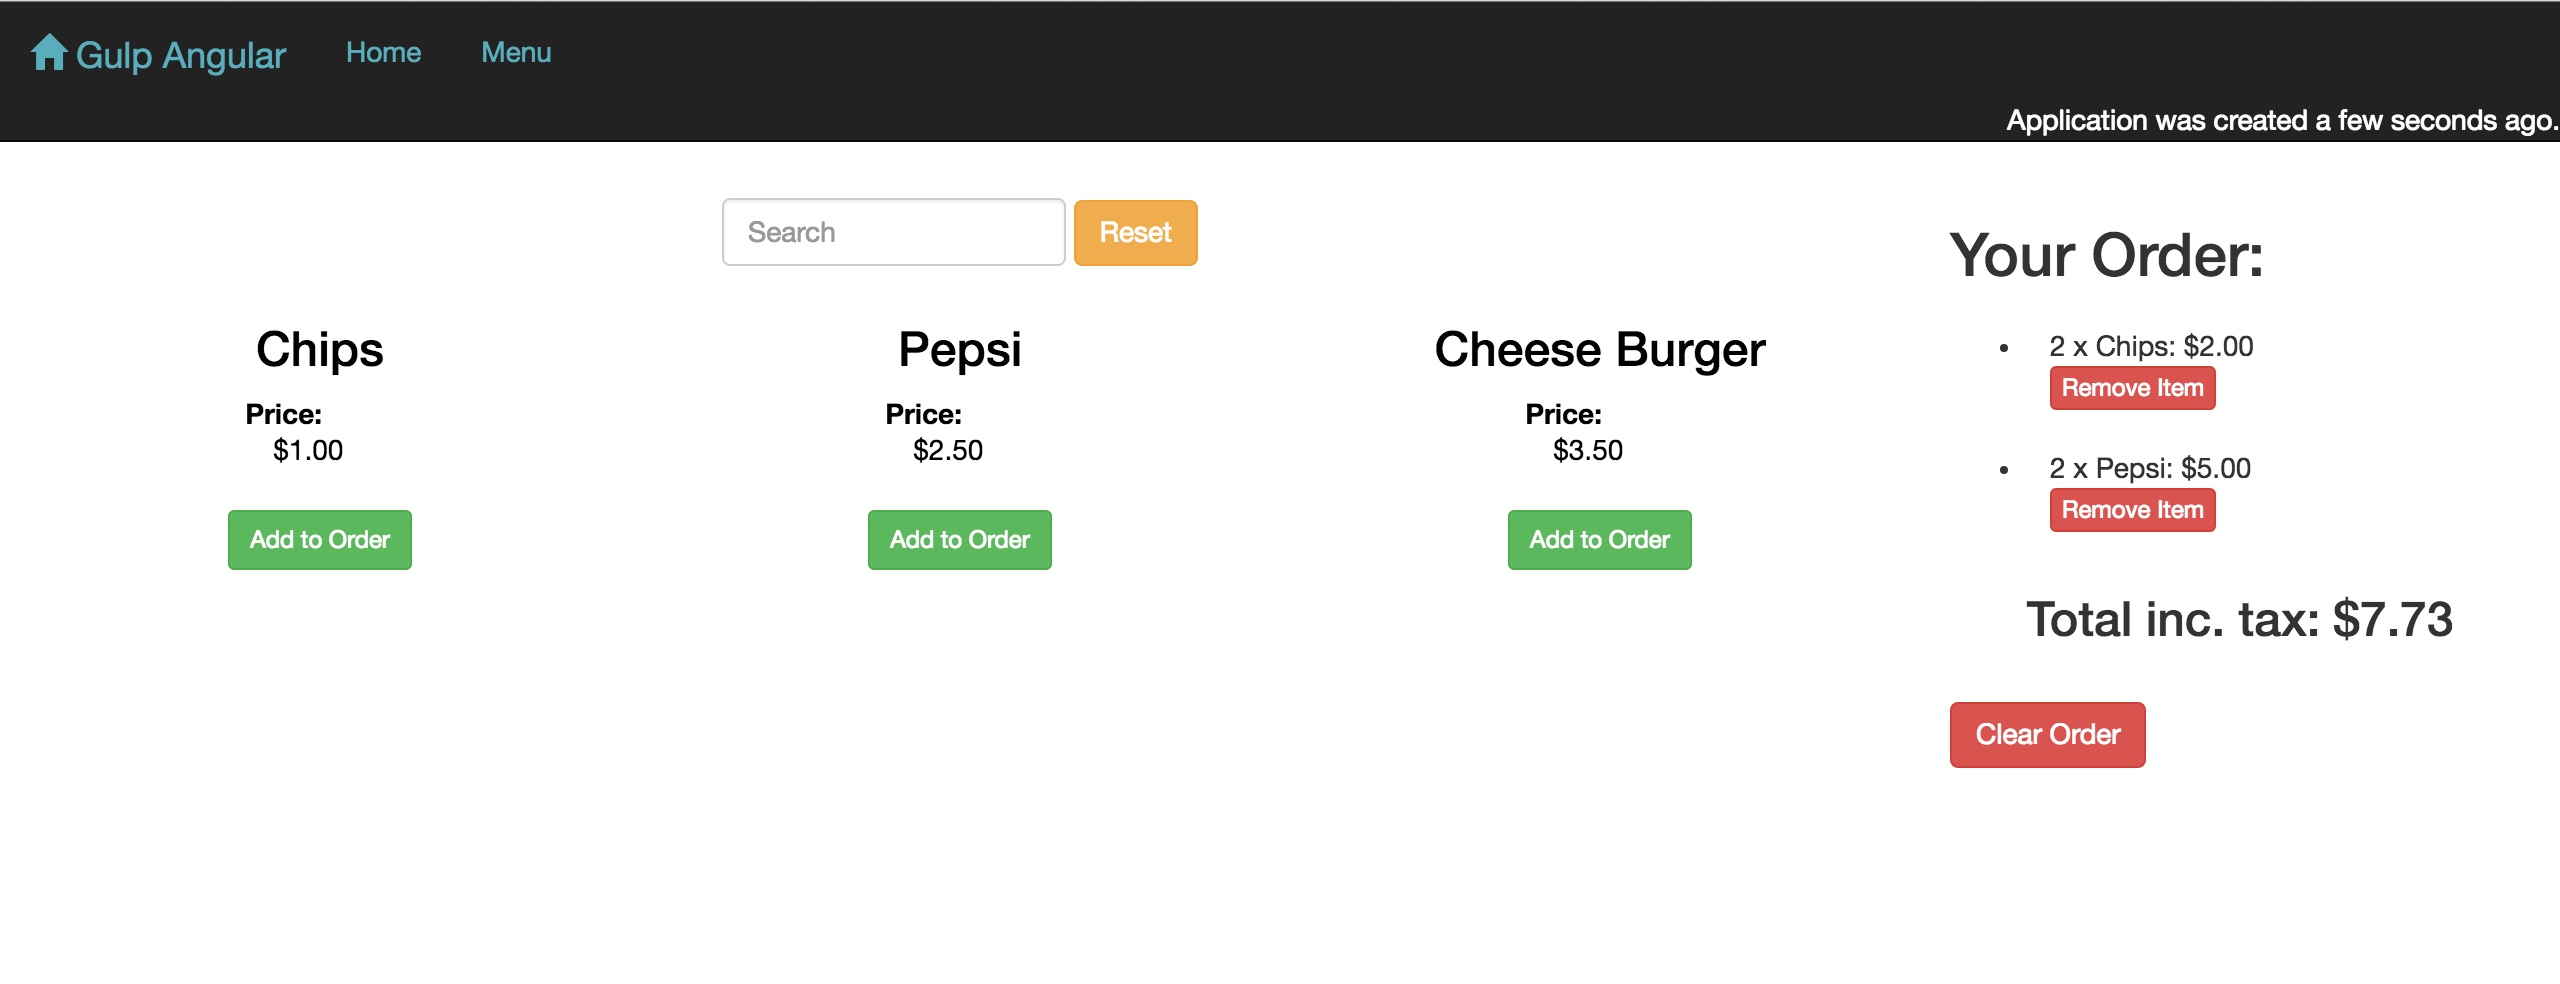 Gulp Angular Home Menu
Application was created a few seconds ago.
Search Reset
Chips
Price:
$1.00
Add to Order
Pepsi
Price:
$2.50
Add to Order
Cheese Burger
Price:
$3.50
Add to Order
Your Order:
2 x Chips: $2.00
Remove Item
2 x Pepsi: $5.00
Remove Item
Total inc. tax: $7.73
Clear Order